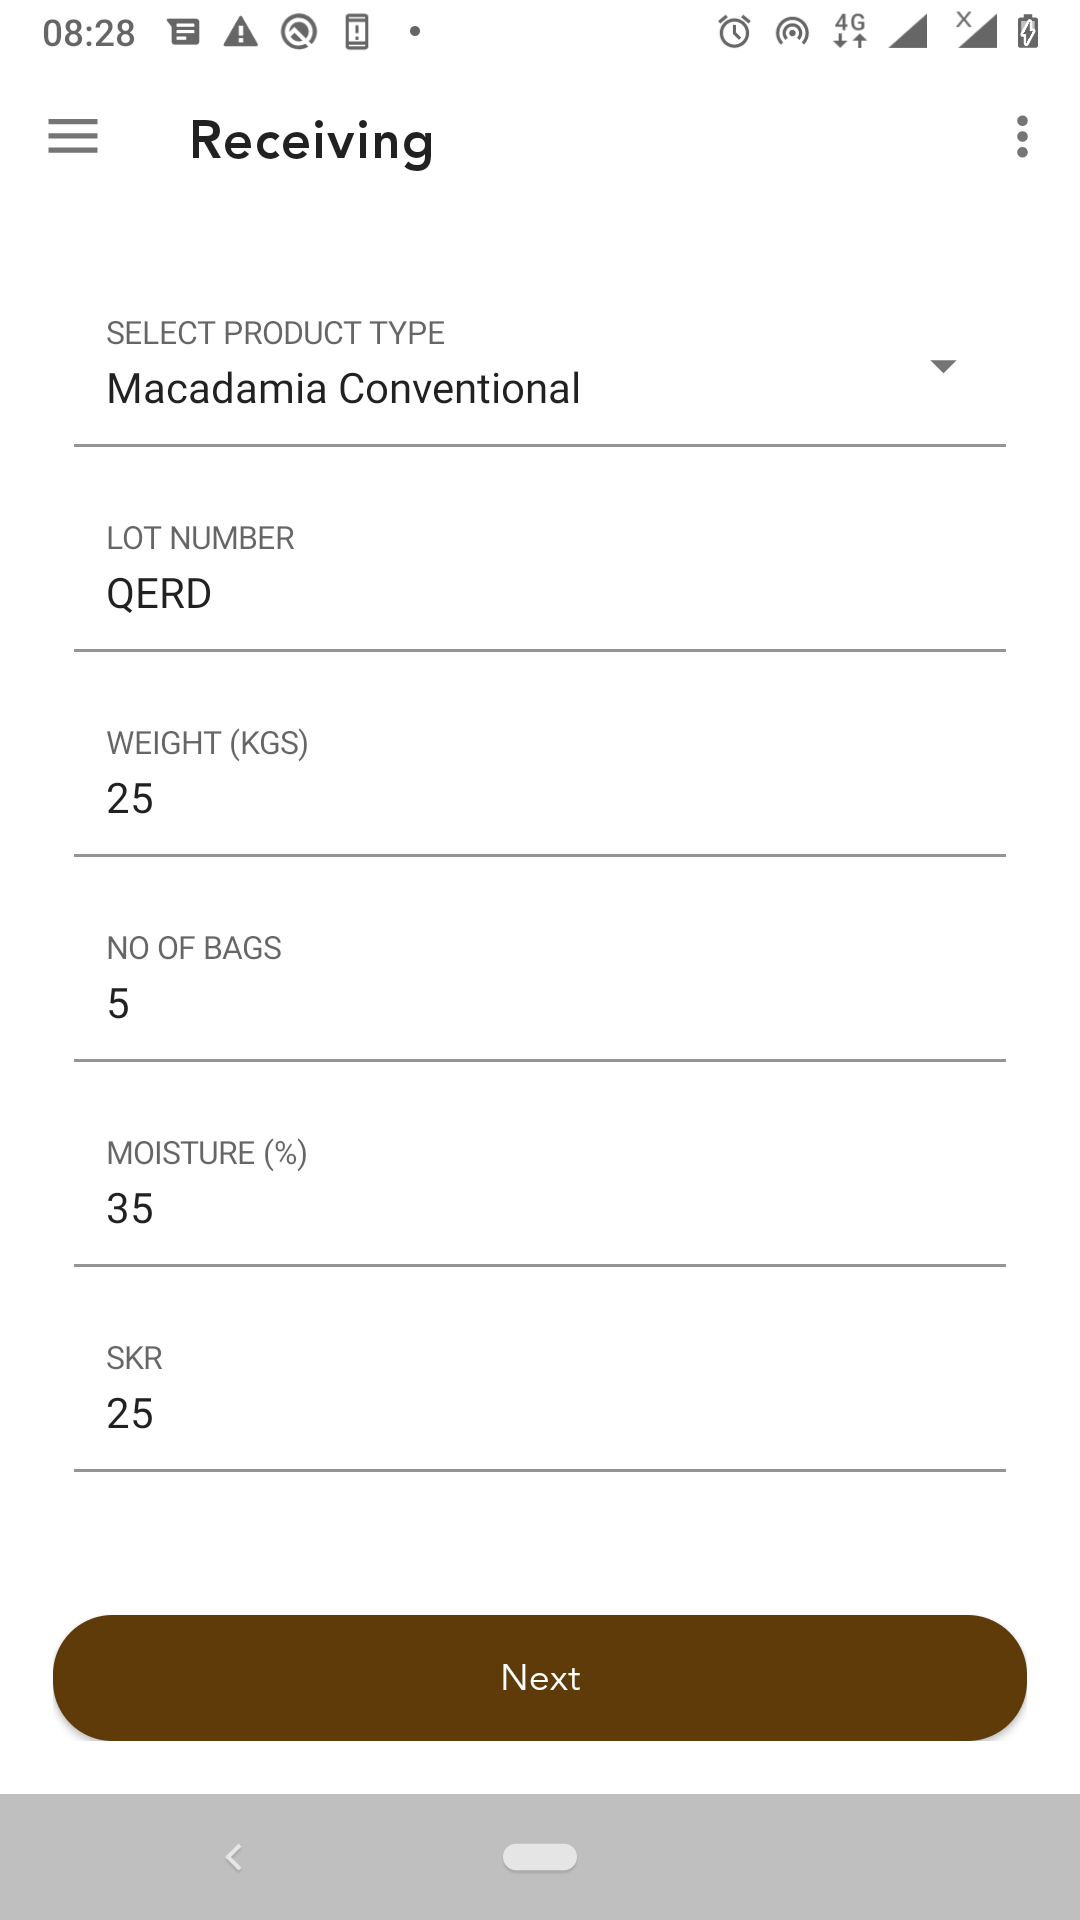 08:28
4G
X
Receiving
SELECT PRODUCT TYPE
Macadamia Conventional
LOT NUMBER
QERD
WEIGHT (KGS)
25
NO OF BAGS
5
MOISTURE (%)
35
SKR
25
Next